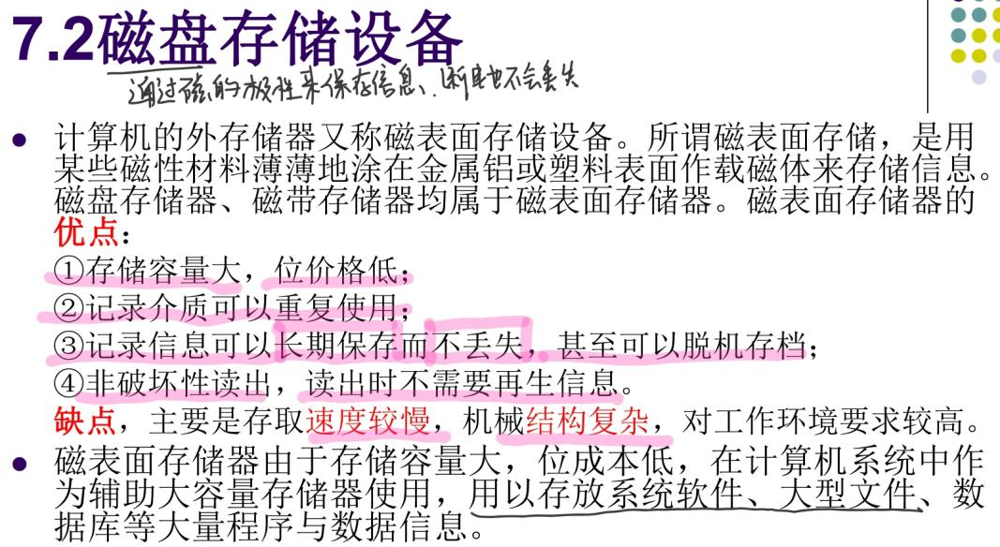 7.2磁盘存储设备
通过磁的极性来保存信息、断电也不会丢失
● 计算机的外存储器又称磁表面存储设备。所谓磁表面存储，是用
某些磁性材料薄薄地涂在金属铝或塑料表面作载磁体来存储信息。
磁盘存储器、磁带存储器均属于磁表面存储器。磁表面存储器的
优点：
①存储容量大，位价格低；
②记录介质可以重复使用；
③记录信息可以长期保存而不丢失，甚至可以脱机存档；
④非破坏性读出，读出时不需要再生信息。
缺点，主要是存取速度较慢，机械结构复杂，对工作环境要求较高。
● 磁表面存储器由于存储容量大，位成本低，在计算机系统中作
为辅助大容量存储器使用，用以存放系统软件、大型文件、数
据库等大量程序与数据信息。